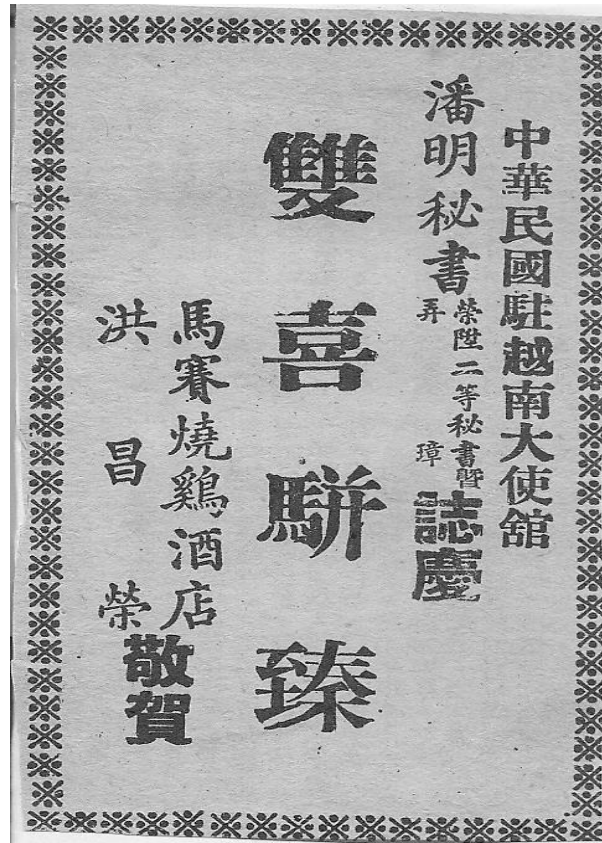 中華民國駐越南大使舘
潘明秘書榮陞二等秘書暨弄璋誌慶
雙喜駢臻
馬賽燒鷄酒店
洪昌榮
敬賀